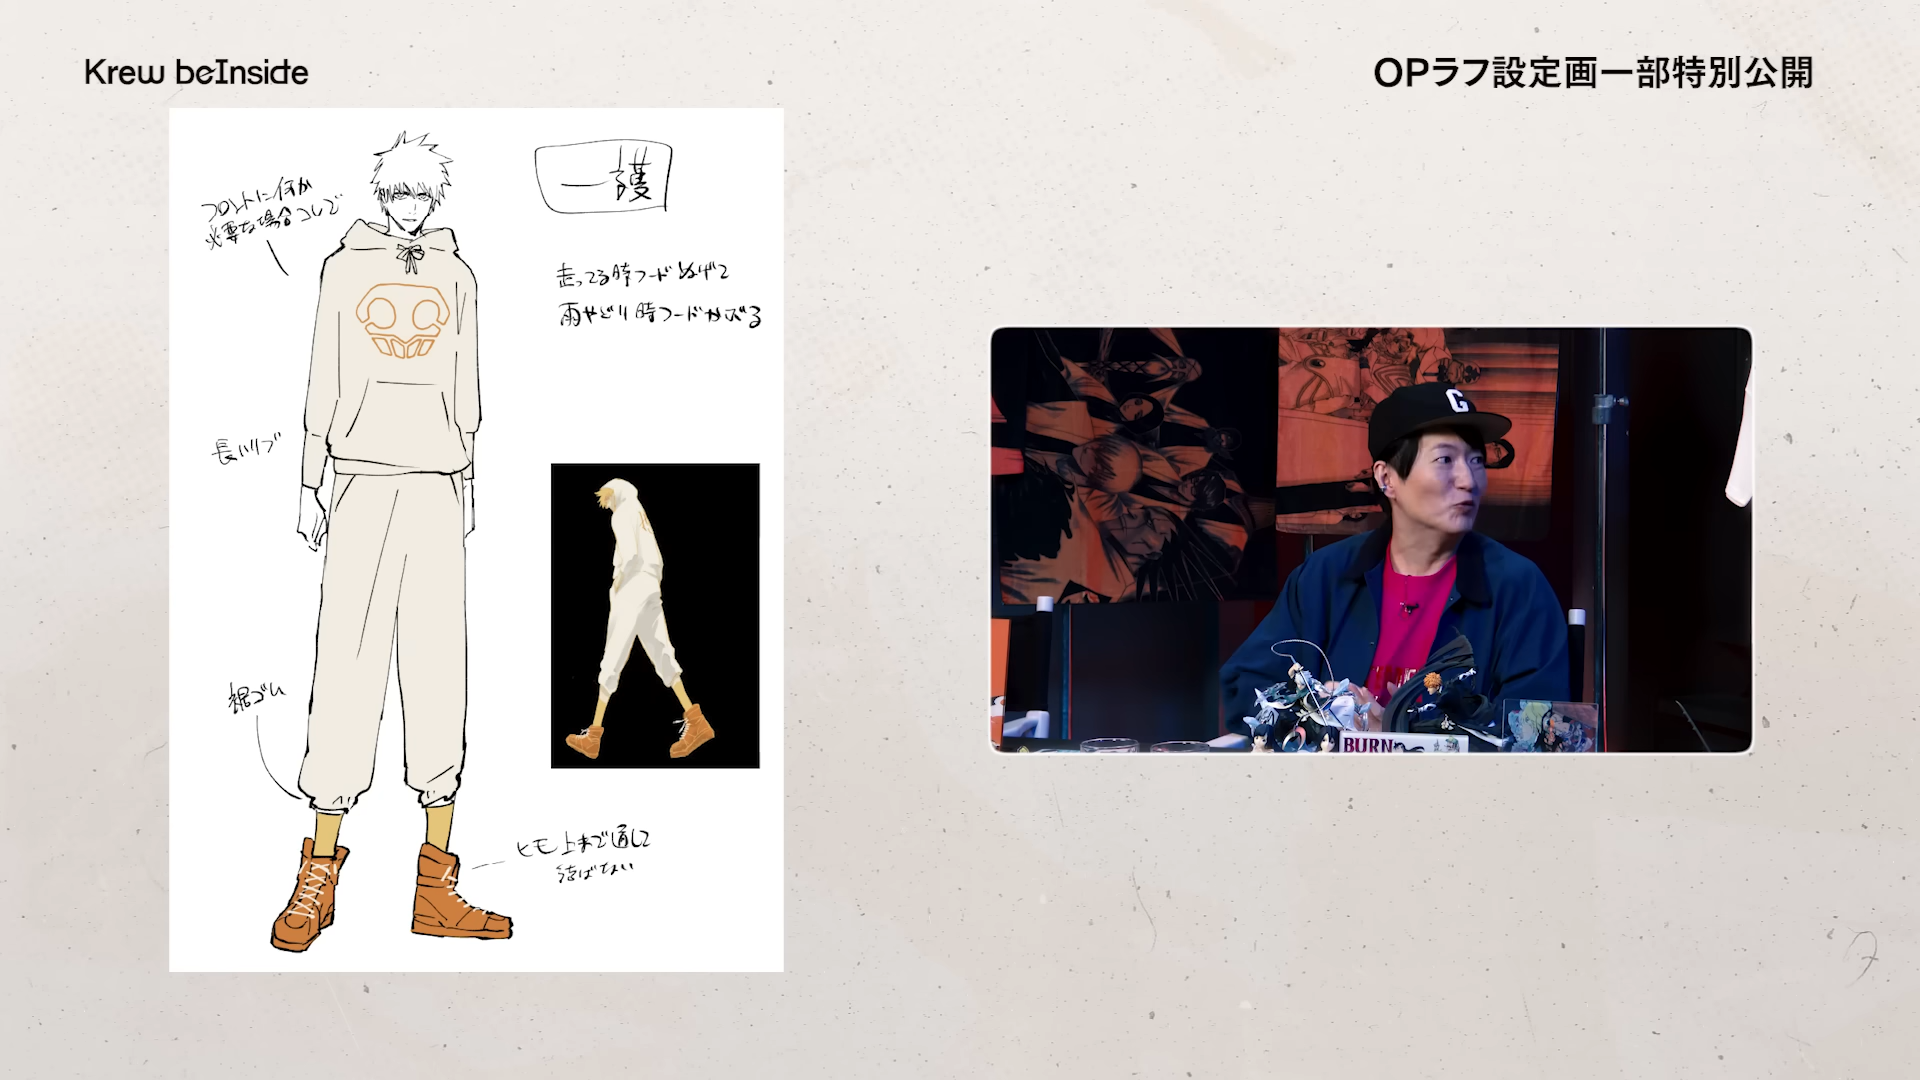 Krew beInside
OPラフ設定画一部特別公開
一護
フロントに何か
必要な場合コレで
走ってる時フードぬげて
雨やどり時フードかぶる
長いリブ
裾ゴム
ヒモ上まで通して
結ばない
G
BURN